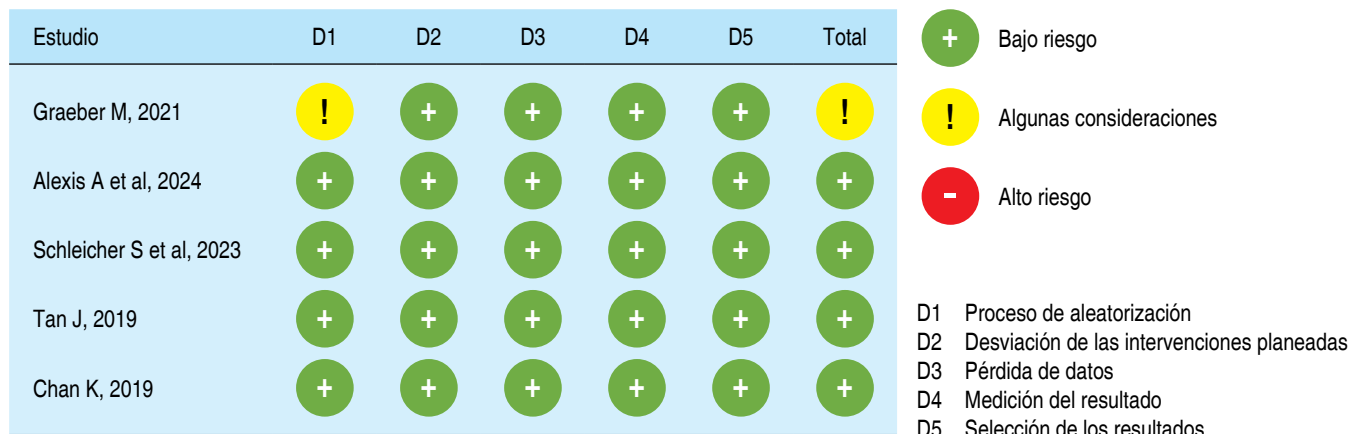 Estudio D1 D2 D3 D4 D5 Total
Graeber M, 2021 ! + + + + !
Alexis A et al, 2024 + + + + + +
Schleicher S et al, 2023 + + + + + +
Tan J, 2019 + + + + + +
Chan K, 2019 + + + + + +
+ Bajo riesgo
! Algunas consideraciones
- Alto riesgo
D1 Proceso de aleatorización
D2 Desviación de las intervenciones planeadas
D3 Pérdida de datos
D4 Medición del resultado
D5 Selección de los resultados